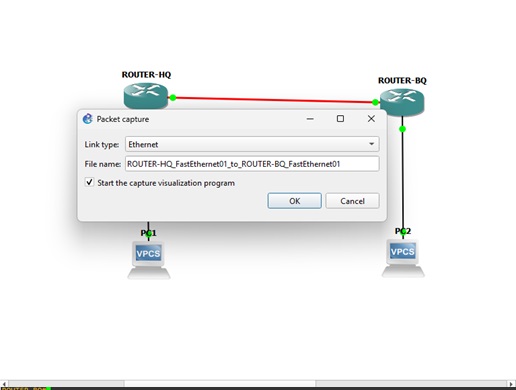 ROUTER-HQ
ROUTER-BQ
Packet capture
Link type: Ethernet
File name: ROUTER-HQ_FastEthernet01_to_ROUTER-BQ_FastEthernet01
Start the capture visualization program
OK Cancel
PC1
PC2
VPCS
VPCS